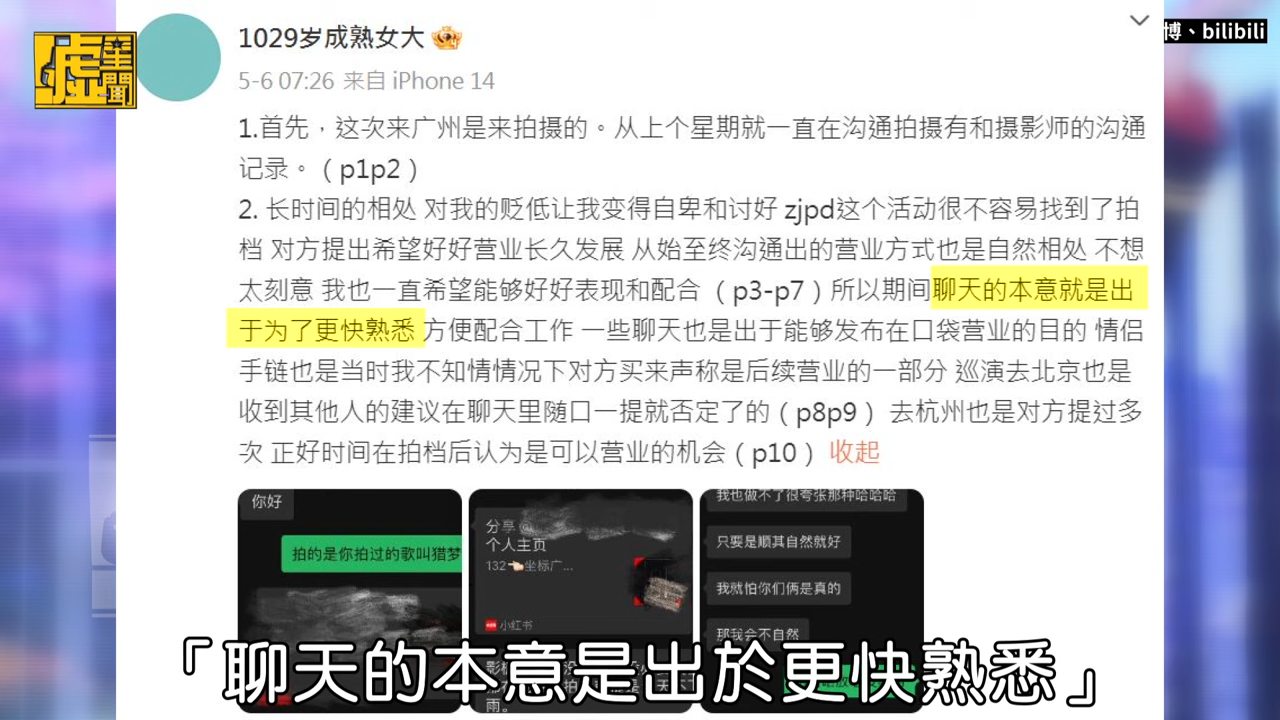 噓星聞
博、bilibili
1029岁成熟女大
5-6 07:26 来自 iPhone 14
1.首先，这次来广州是来拍摄的。从上个星期就一直在沟通拍摄有和摄影师的沟通
记录。（p1p2）
2. 长时间的相处 对我的贬低让我变得自卑和讨好 zjpd这个活动很不容易找到了拍
档 对方提出希望好好营业长久发展 从始至终沟通出的营业方式也是自然相处 不想
太刻意 我也一直希望能够好好表现和配合 （p3-p7）所以期间聊天的本意就是出
于为了更快熟悉 方便配合工作 一些聊天也是出于能够发布在口袋营业的目的 情侣
手链也是当时我不知情情况下对方买来声称是后续营业的一部分 巡演去北京也是
收到其他人的建议在聊天里随口一提就否定了的（p8p9） 去杭州也是对方提过多
次 正好时间在拍档后认为是可以营业的机会（p10） 收起
你好
拍的是你拍过的歌叫猎梦
分享@
个人主页
132👈🏻坐标广...
小红书
雨。
我也做不了很夸张那种哈哈哈
只要是顺其自然就好
我就怕你们俩是真的
那我会不自然
「聊天的本意是出於更快熟悉」